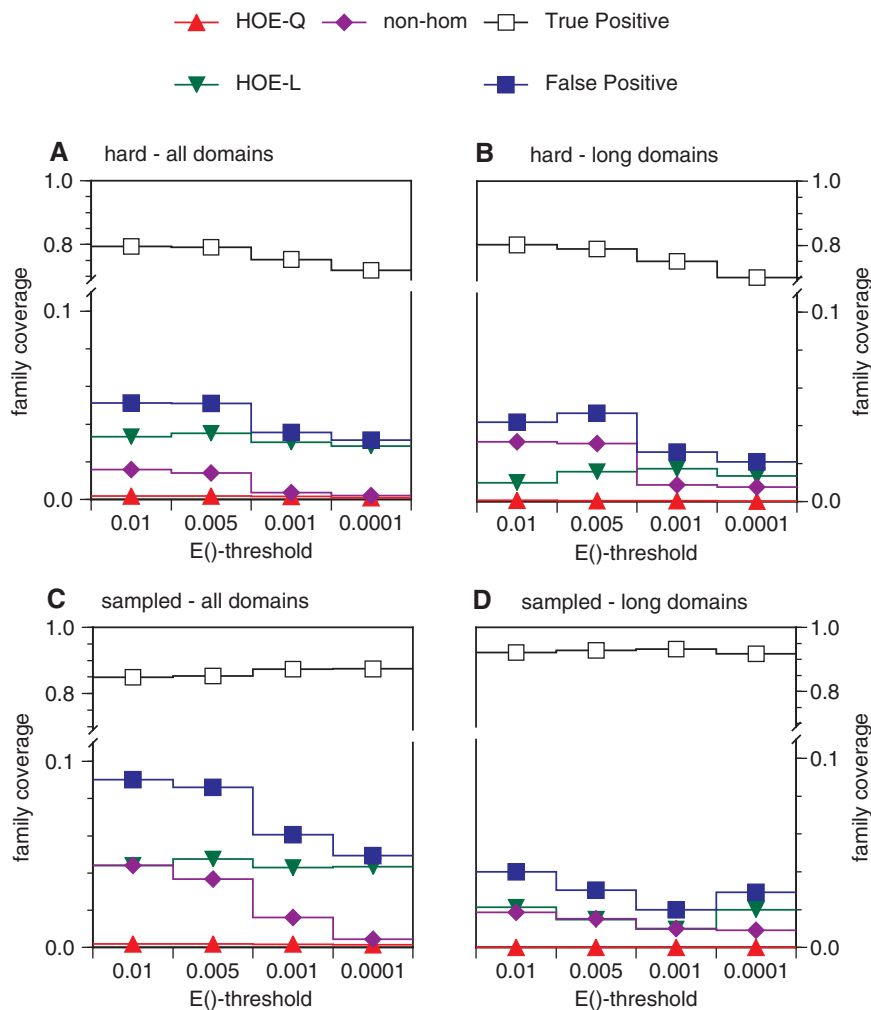 HOE-Q non-hom True Positive
HOE-L False Positive
A hard - all domains
B hard - long domains
1.0 1.0
0.8 0.8
0.1 0.1
0.0 0.0
family coverage
family coverage
0.01 0.005 0.001 0.0001
0.01 0.005 0.001 0.0001
E()-threshold
E()-threshold
C sampled - all domains
D sampled - long domains
1.0 1.0
0.8 0.8
0.1 0.1
0.0 0.0
family coverage
family coverage
0.01 0.005 0.001 0.0001
0.01 0.005 0.001 0.0001
E()-threshold
E()-threshold